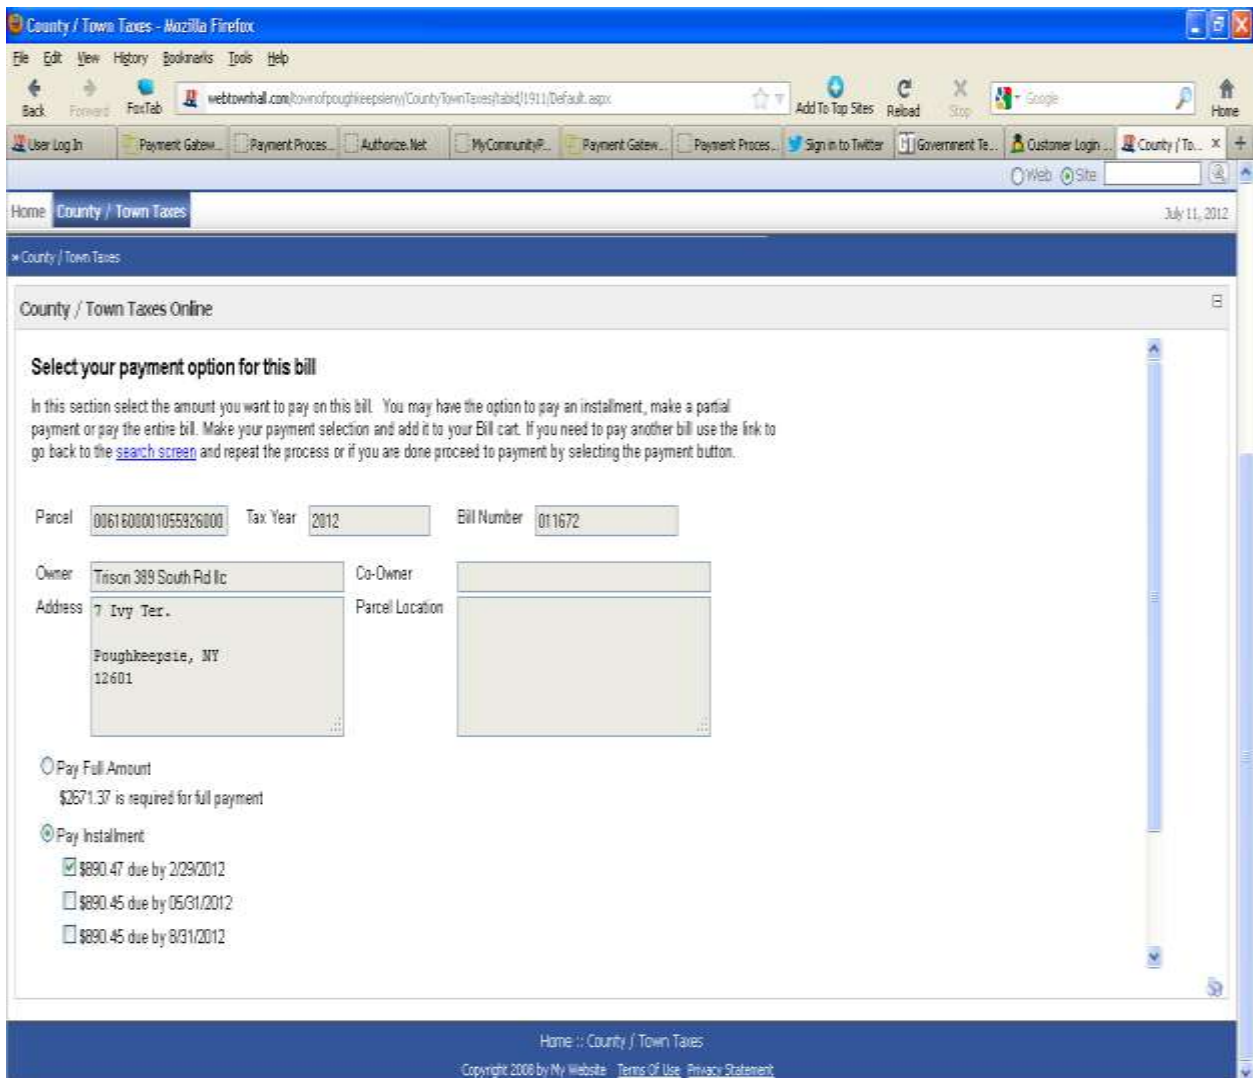 County / Town Taxes - Mozilla Firefox
File Edit View History Bookmarks Tools Help
Back Forward FoxTab webtownhall.com/townofpoughkeepsieny/CountyTownTaxes/tabid/1911/Default.aspx Add To Top Sites Reload Stop Google Home
User Log In Payment Gatew... Payment Proces... Authorize.Net MyCommunityP... Payment Gatew... Payment Proces... Sign in to Twitter Government Te... Customer Login ... County / To... × +
Web Site
Home County / Town Taxes July 11, 2012
» County / Town Taxes
County / Town Taxes Online
Select your payment option for this bill
In this section select the amount you want to pay on this bill. You may have the option to pay an installment, make a partial
payment or pay the entire bill. Make your payment selection and add it to your Bill cart. If you need to pay another bill use the link to
go back to the search screen and repeat the process or if you are done proceed to payment by selecting the payment button.
Parcel 0061600001055926000 Tax Year 2012 Bill Number 011672
Owner Trison 389 South Rd llc Co-Owner
Address 7 Ivy Ter. Parcel Location
Poughkeepsie, NY
12601
Pay Full Amount
$2671.37 is required for full payment
Pay Installment
$890.47 due by 2/29/2012
$890.45 due by 05/31/2012
$890.45 due by 8/31/2012
Home :: County / Town Taxes
Copyright 2008 by My Website Terms Of Use Privacy Statement